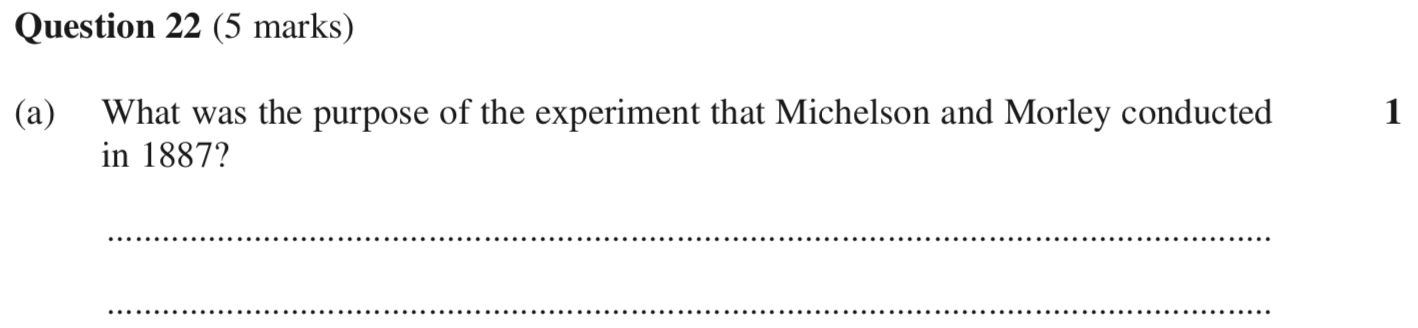 Question 22 (5 marks)
(a) What was the purpose of the experiment that Michelson and Morley conducted 1
in 1887?
..........................................................................................................................
..........................................................................................................................